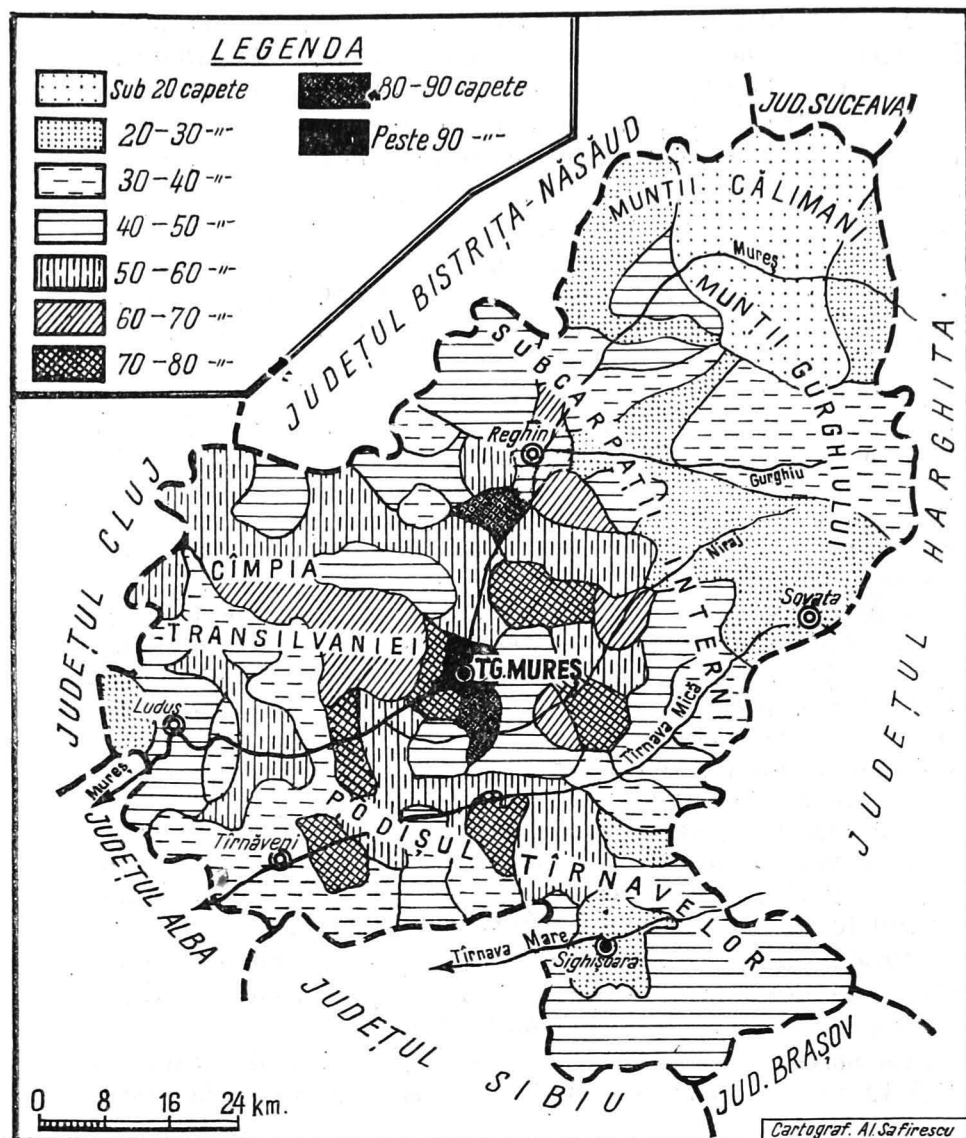 LEGENDA
Sub 20 capete
20-30 -"-
30-40 -"-
40-50 -"-
50-60 -"-
60-70 -"-
70-80 -"-
80-90 capete
Peste 90 -"-
JUD. SUCEAVA
JUDEȚUL BISTRIȚA-NĂSĂUD
MUNȚII CĂLIMANI
Mureș
MUNȚII GURGHIULUI
SUBCARPAȚII INTERNI
Reghin
Gurghiu
JUDEȚUL HARGHITA
JUDEȚUL CLUJ
CÎMPIA
TRANSILVANIEI
Niraj
Sovata
TG. MUREȘ
Luduș
Tîrnava Mică
Mureș
JUDEȚUL ALBA
Tîrnăveni
PODIȘUL
TÎRNAVELOR
Tîrnava Mare
Sighișoara
JUDEȚUL SIBIU
JUD. BRAȘOV
0 8 16 24 km.
Cartograf. Al. Safirescu